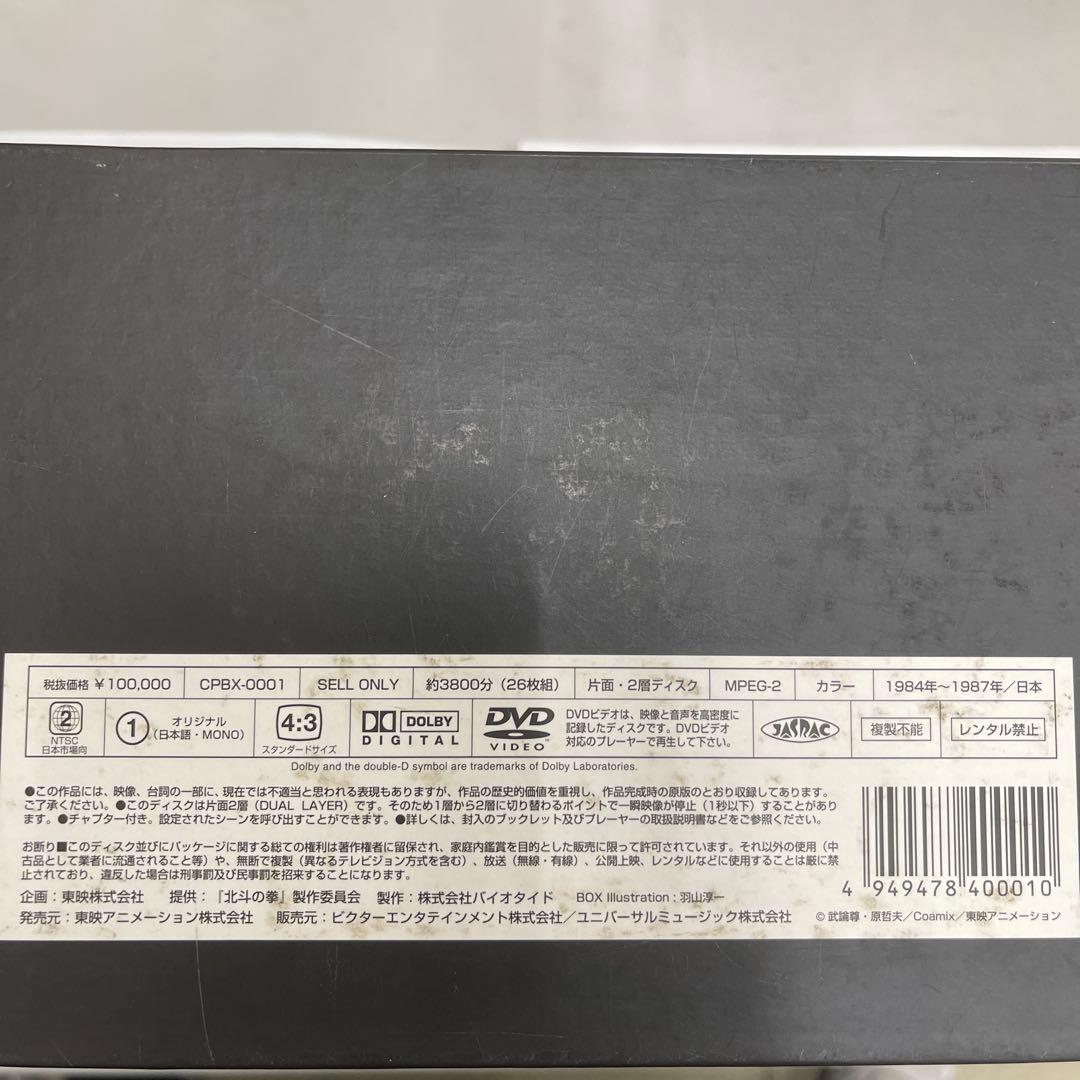 税抜価格 ¥100,000 CPBX-0001 SELL ONLY 約3800分（26枚組） 片面・2層ディスク MPEG-2 カラー 1984年〜1987年／日本
2 NTSC 日本市場向 1 オリジナル（日本語・MONO） 4:3 スタンダードサイズ DOLBY DIGITAL DVD VIDEO DVDビデオは、映像と音声を高密度に記録したディスクです。DVDビデオ対応のプレーヤーで再生して下さい。 JASRAC 複製不能 レンタル禁止
Dolby and the double-D symbol are trademarks of Dolby Laboratories.
●この作品には、映像、台詞の一部に、現在では不適当と思われる表現もありますが、作品の歴史的価値を重視し、作品完成時の原版のとおり収録してあります。
ご了承ください。●このディスクは片面2層（DUAL LAYER）です。そのため1層から2層に切り替わるポイントで一瞬映像が停止（1秒以下）することがあり
ます。●チャプター付き。設定されたシーンを呼び出すことができます。●詳しくは、封入のブックレット及びプレーヤーの取扱説明書などをご参照ください。
お断り■このディスク並びにパッケージに関する総ての権利は著作権者に留保され、家庭内鑑賞を目的とした販売に限って許可されています。それ以外の使用（中
古品として業者に流通されること等）や、無断で複製（異なるテレビジョン方式を含む）、放送（無線・有線）、公開上映、レンタルなどに使用することは厳に禁
止されており、違反した場合は刑事罰及び民事罰を招来することになります。
企画：東映株式会社 提供：『北斗の拳』製作委員会 製作：株式会社バイオタイド BOX Illustration：羽山淳一
発売元：東映アニメーション株式会社 販売元：ビクターエンタテインメント株式会社／ユニバーサルミュージック株式会社
4 949478 400010
© 武論尊・原哲夫／Coamix／東映アニメーション